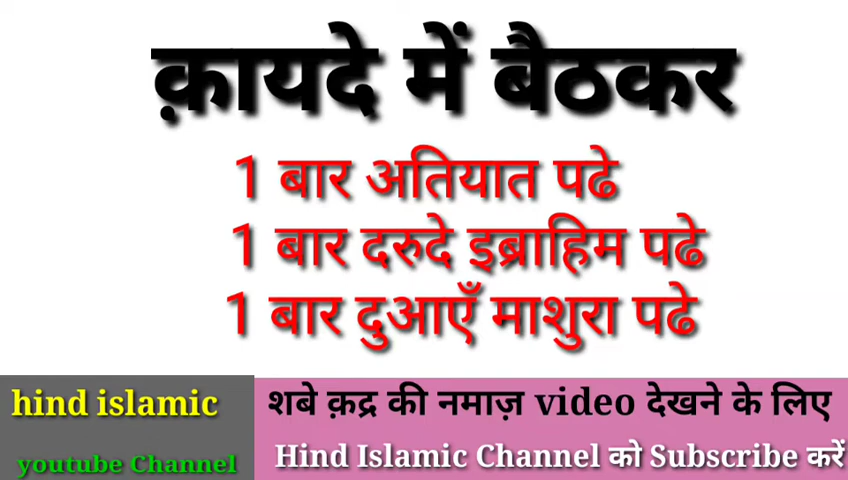 क़ायदे में बैठकर
1 बार अतियात पढे
1 बार दरुदे इब्राहिम पढे
1 बार दुआएँ माशुरा पढे
hind islamic
शबे क़द्र की नमाज़ video देखने के लिए
youtube Channel
Hind Islamic Channel को Subscribe करें